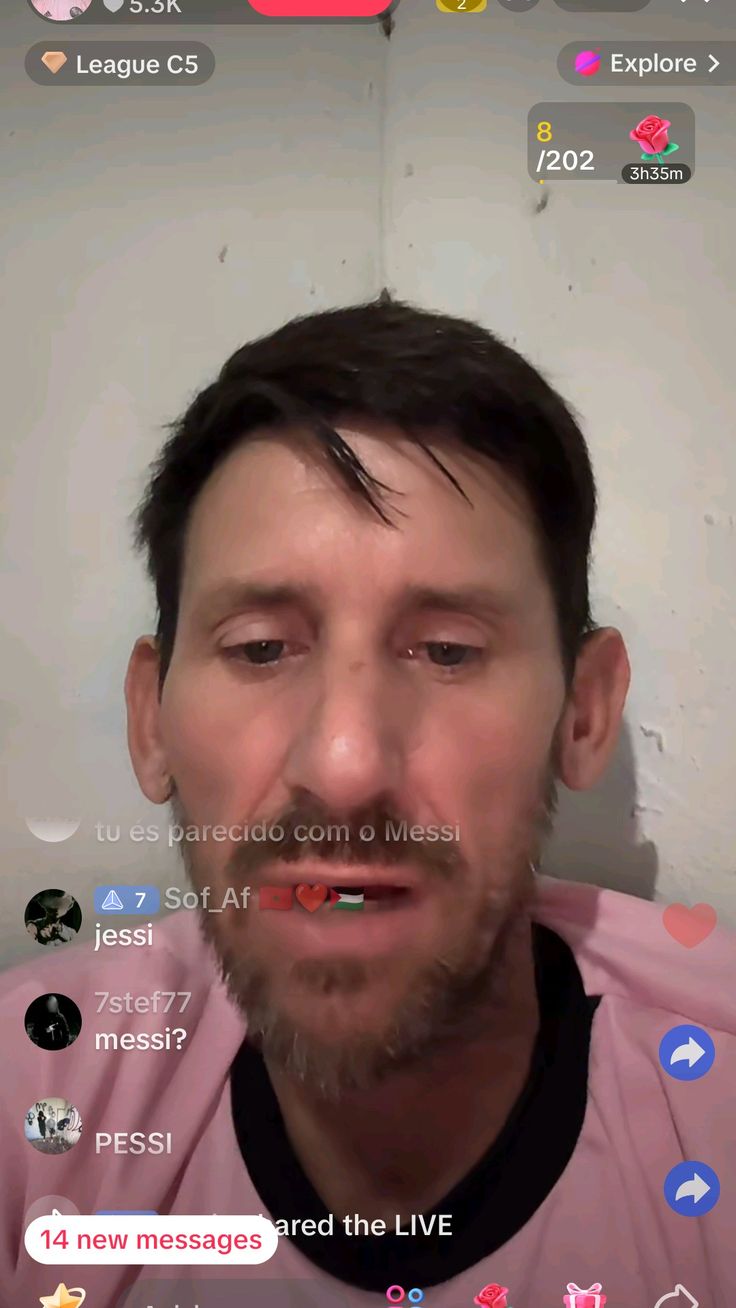 5.3K
2
League C5
Explore
8
/202
3h35m
tu és parecido com o Messi
7 Sof_Af
jessi
7stef77
messi?
PESSI
ared the LIVE
14 new messages